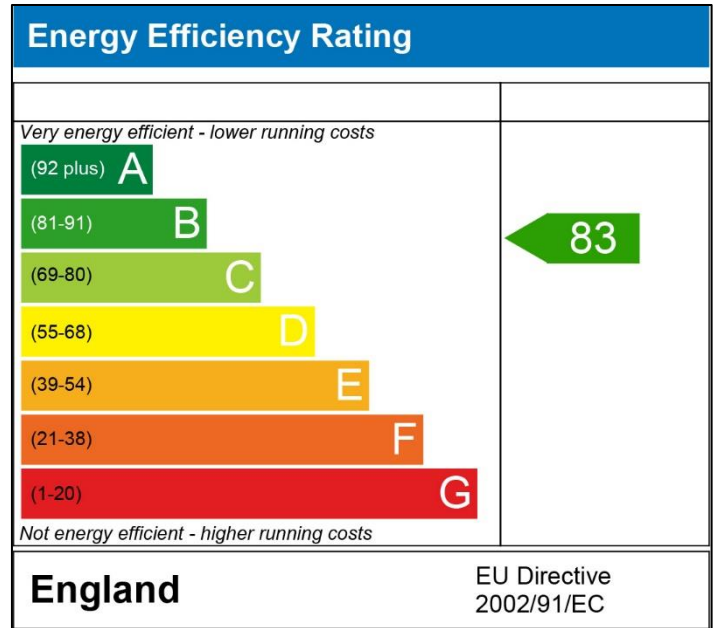 Energy Efficiency Rating
Very energy efficient - lower running costs
(92 plus) A
(81-91) B
83
(69-80) C
(55-68) D
(39-54) E
(21-38) F
(1-20) G
Not energy efficient - higher running costs
England
EU Directive
2002/91/EC